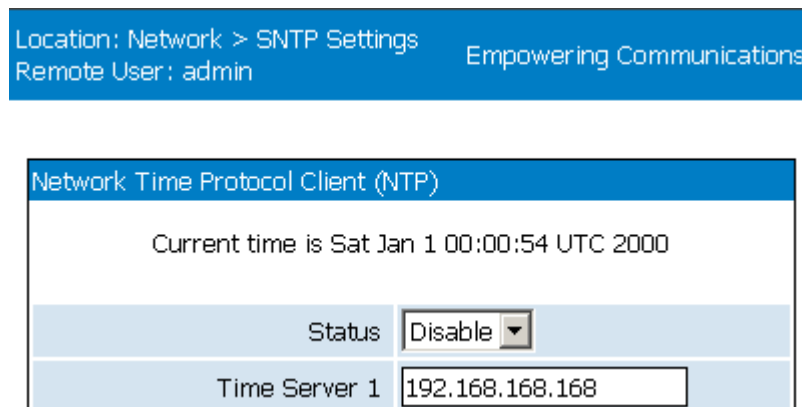 Location: Network > SNTP Settings
Remote User: admin
Empowering Communications
Network Time Protocol Client (NTP)
Current time is Sat Jan 1 00:00:54 UTC 2000
Status Disable
Time Server 1 192.168.168.168